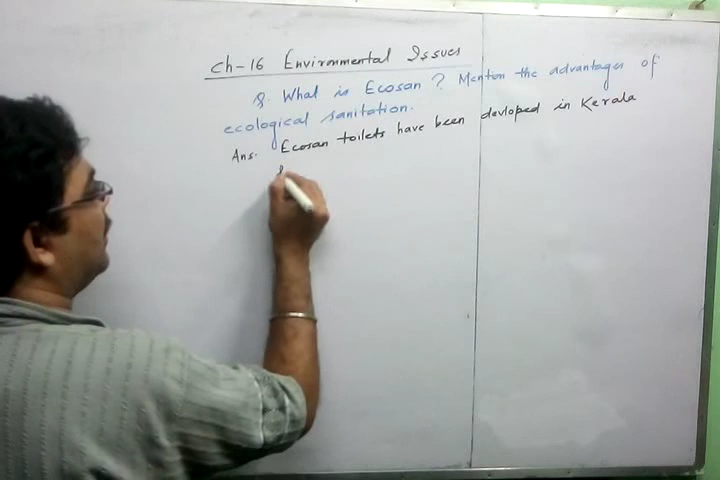 Ch-16 Environmental Issues
Q. What is Ecosan? Mention the advantages of
ecological sanitation.
Ans. Ecosan toilets have been devloped in Kerala